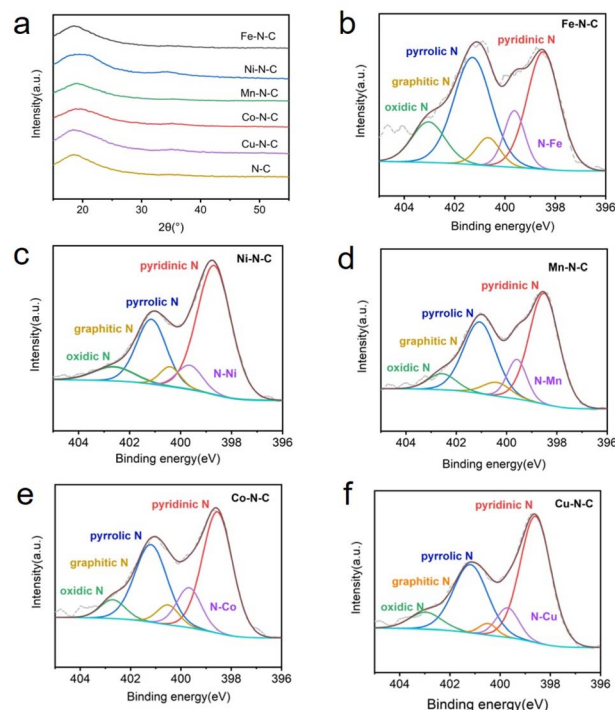 a
Intensity(a.u.)
Fe-N-C
Ni-N-C
Mn-N-C
Co-N-C
Cu-N-C
N-C
20 30 40 50
2θ(°)
b
Intensity(a.u.)
Fe-N-C
pyridinic N
pyrrolic N
graphitic N
oxidic N
N-Fe
404 402 400 398 396
Binding energy(eV)
c
Intensity(a.u.)
Ni-N-C
pyridinic N
pyrrolic N
graphitic N
oxidic N
N-Ni
404 402 400 398 396
Binding energy(eV)
d
Intensity(a.u.)
Mn-N-C
pyridinic N
pyrrolic N
graphitic N
oxidic N
N-Mn
404 402 400 398 396
Binding energy(eV)
e
Intensity(a.u.)
Co-N-C
pyridinic N
pyrrolic N
graphitic N
oxidic N
N-Co
404 402 400 398 396
Binding energy(eV)
f
Intensity(a.u.)
Cu-N-C
pyridinic N
pyrrolic N
graphitic N
oxidic N
N-Cu
404 402 400 398 396
Binding energy(eV)